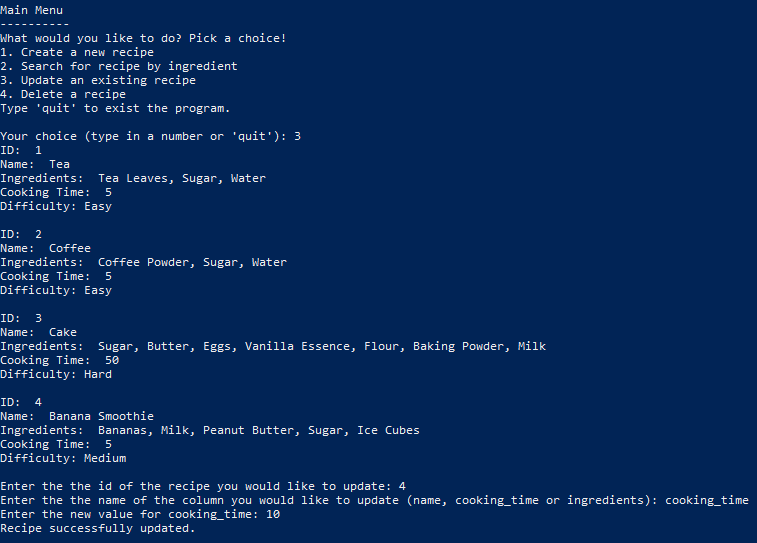 Main Menu
----------
What would you like to do? Pick a choice!
1. Create a new recipe
2. Search for recipe by ingredient
3. Update an existing recipe
4. Delete a recipe
Type 'quit' to exist the program.

Your choice (type in a number or 'quit'): 3
ID:  1
Name:  Tea
Ingredients:  Tea Leaves, Sugar, Water
Cooking Time:  5
Difficulty: Easy

ID:  2
Name:  Coffee
Ingredients:  Coffee Powder, Sugar, Water
Cooking Time:  5
Difficulty: Easy

ID:  3
Name:  Cake
Ingredients:  Sugar, Butter, Eggs, Vanilla Essence, Flour, Baking Powder, Milk
Cooking Time:  50
Difficulty: Hard

ID:  4
Name:  Banana Smoothie
Ingredients:  Bananas, Milk, Peanut Butter, Sugar, Ice Cubes
Cooking Time:  5
Difficulty: Medium

Enter the the id of the recipe you would like to update: 4
Enter the the name of the column you would like to update (name, cooking_time or ingredients): cooking_time
Enter the new value for cooking_time: 10
Recipe successfully updated.